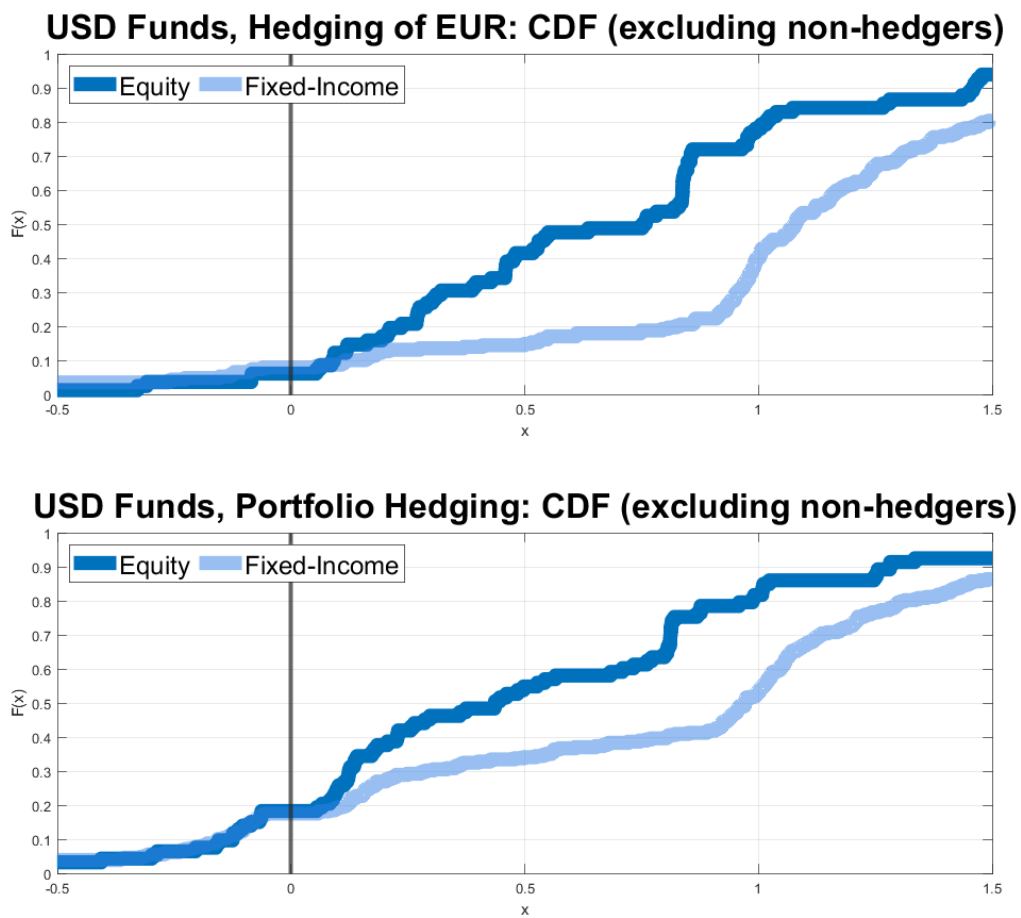 USD Funds, Hedging of EUR: CDF (excluding non-hedgers)
1
Equity Fixed-Income
0.9
0.8
0.7
0.6
0.5
0.4
0.3
0.2
0.1
0
F(x)
-0.5 0 0.5 1 1.5
x
USD Funds, Portfolio Hedging: CDF (excluding non-hedgers)
1
Equity Fixed-Income
0.9
0.8
0.7
0.6
0.5
0.4
0.3
0.2
0.1
0
F(x)
-0.5 0 0.5 1 1.5
x